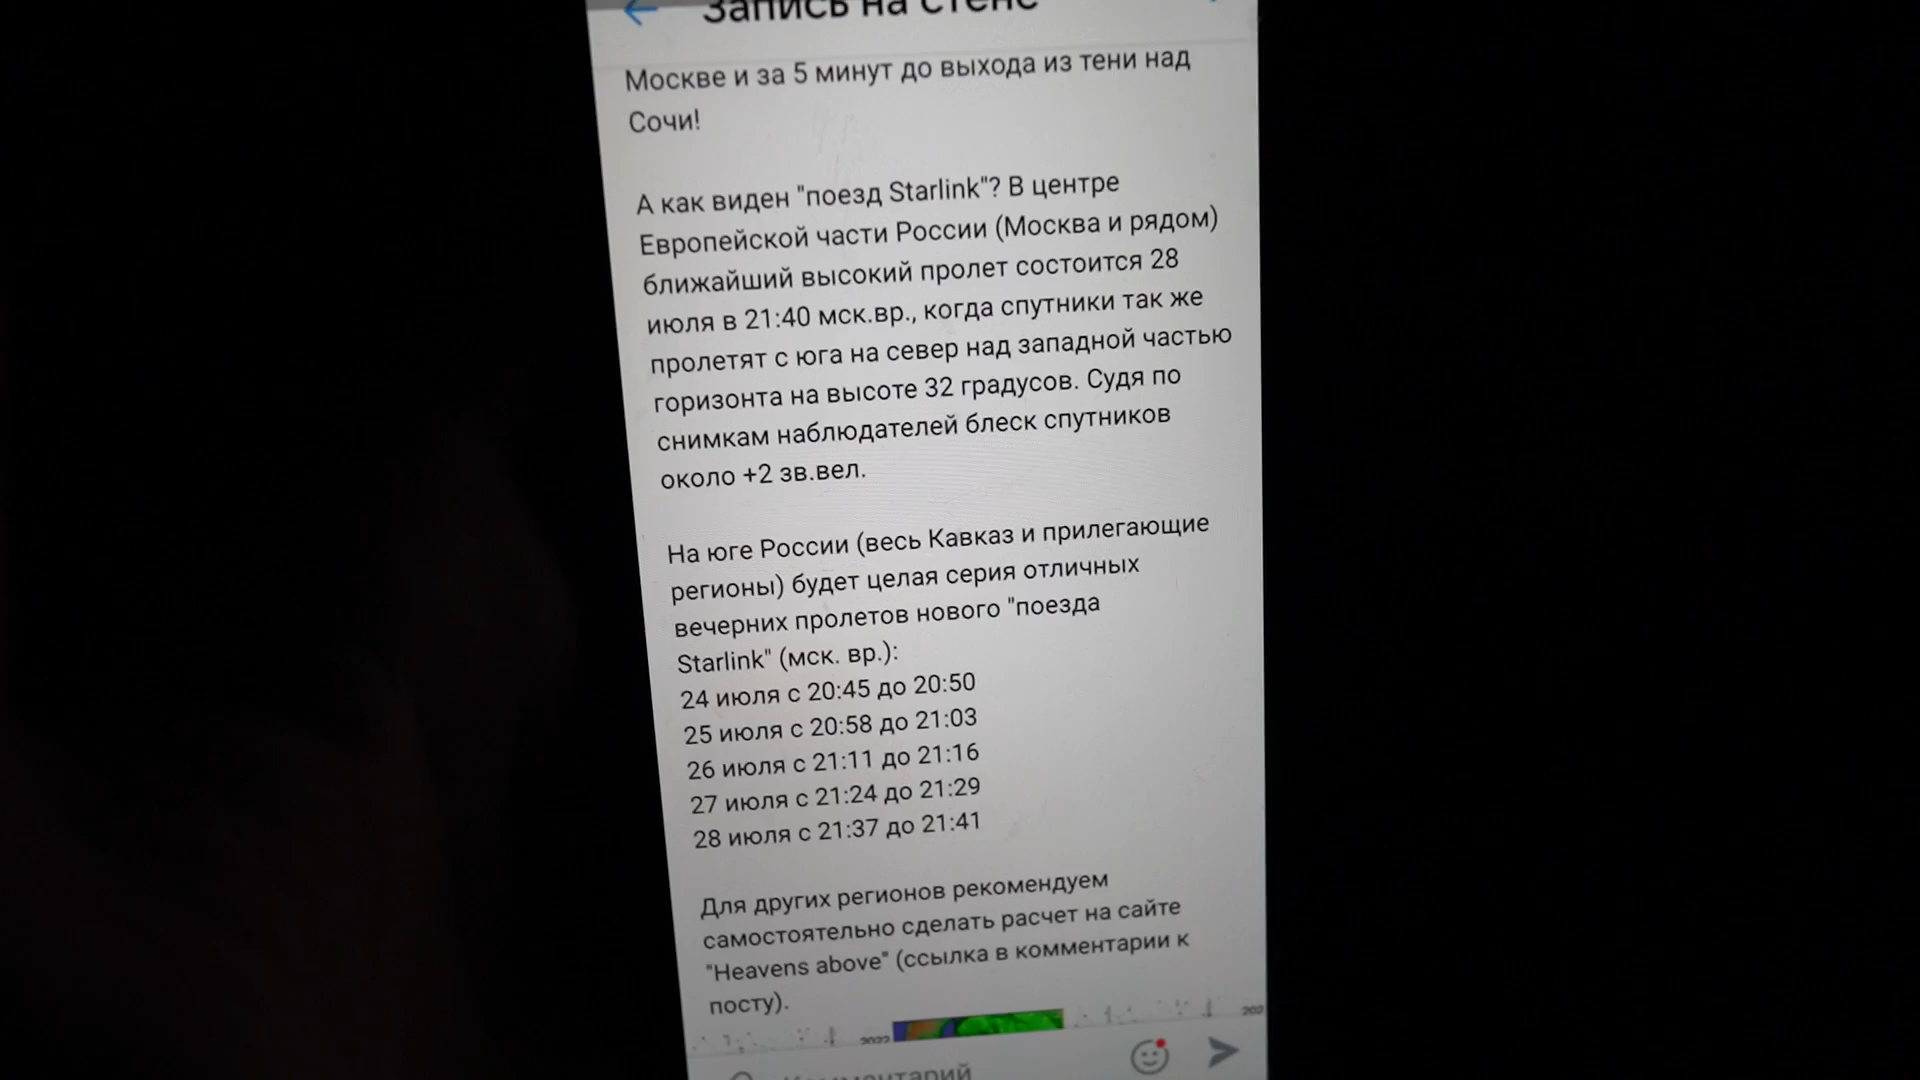 Запись на стене
Москве и за 5 минут до выхода из тени над
Сочи!
А как виден "поезд Starlink"? В центре
Европейской части России (Москва и рядом)
ближайший высокий пролет состоится 28
июля в 21:40 мск.вр., когда спутники так же
пролетят с юга на север над западной частью
горизонта на высоте 32 градусов. Судя по
снимкам наблюдателей блеск спутников
около +2 зв.вел.
На юге России (весь Кавказ и прилегающие
регионы) будет целая серия отличных
вечерних пролетов нового "поезда
Starlink" (мск. вр.):
24 июля с 20:45 до 20:50
25 июля с 20:58 до 21:03
26 июля с 21:11 до 21:16
27 июля с 21:24 до 21:29
28 июля с 21:37 до 21:41
Для других регионов рекомендуем
самостоятельно сделать расчет на сайте
"Heavens above" (ссылка в комментарии к
посту).
Комментарий